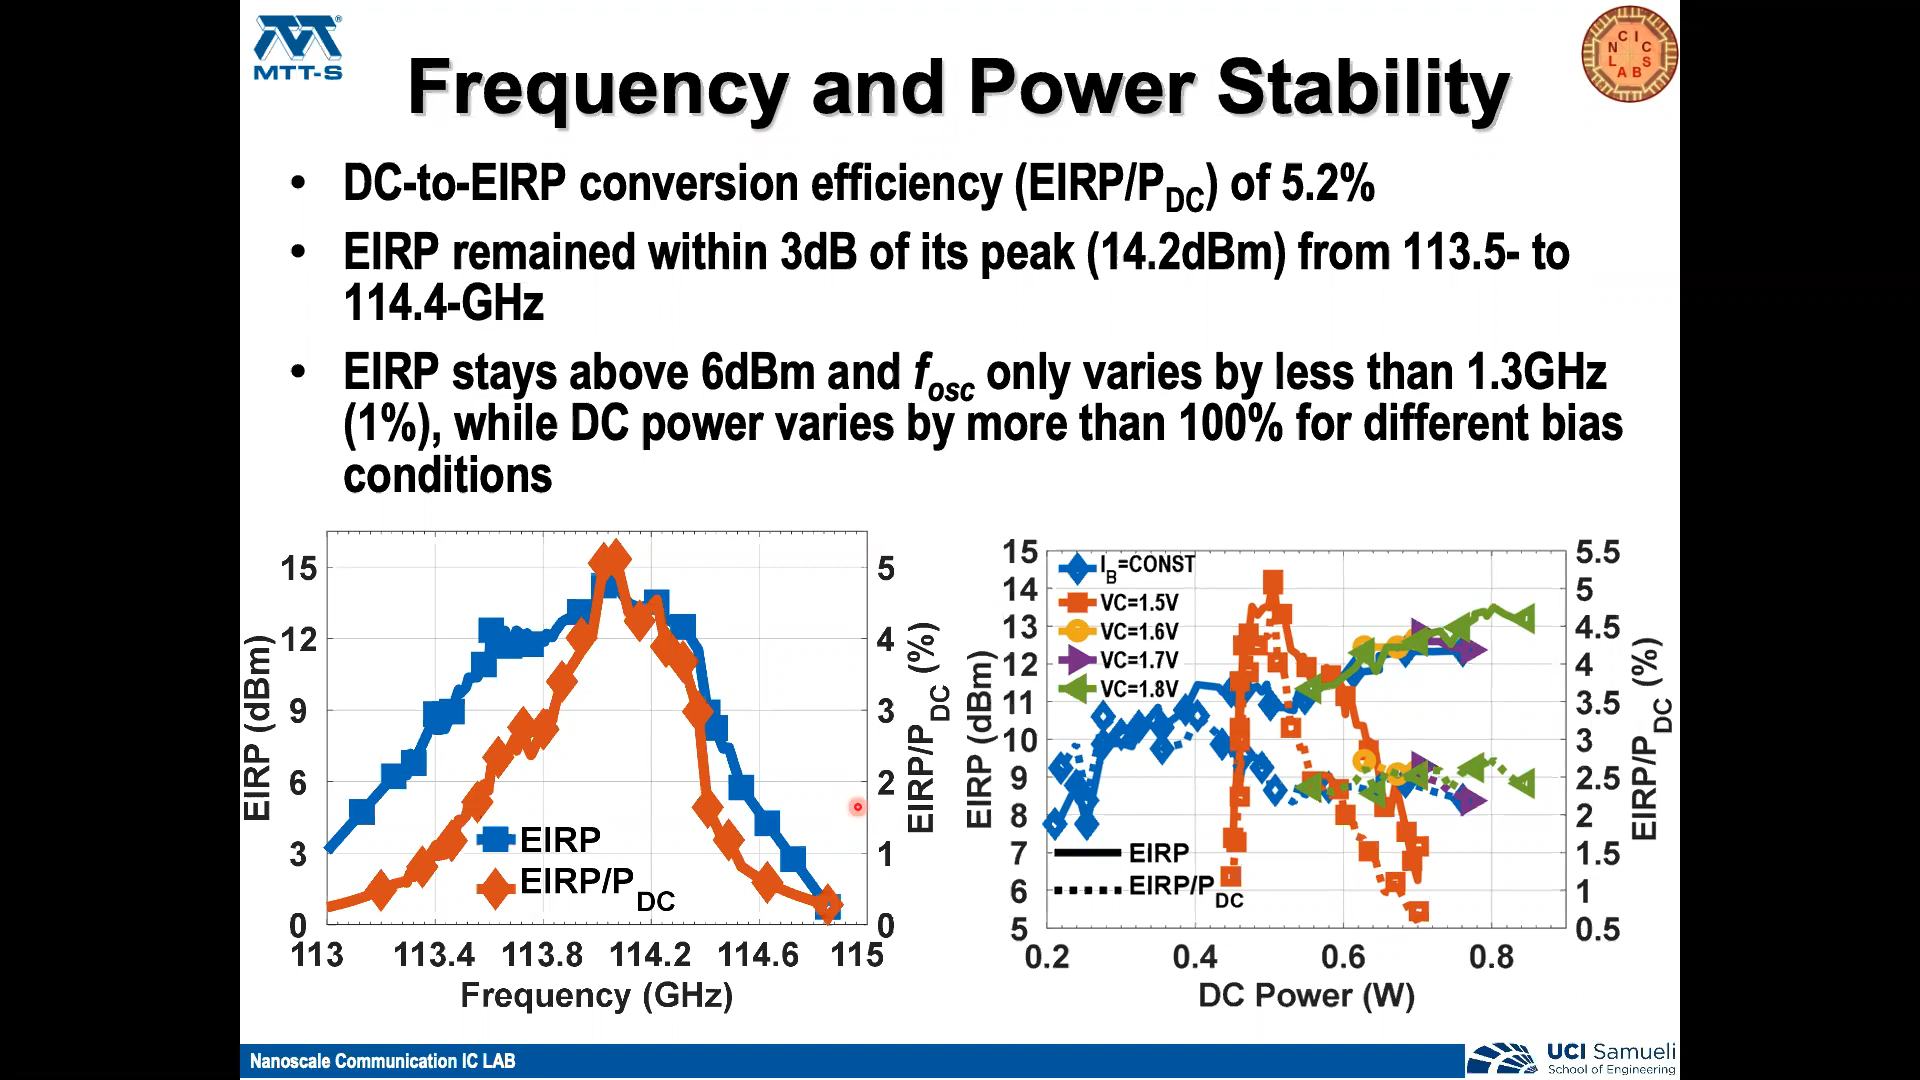 MTT-S
NCIC LABS
Frequency and Power Stability
• DC-to-EIRP conversion efficiency (EIRP/PDC) of 5.2%
• EIRP remained within 3dB of its peak (14.2dBm) from 113.5- to
114.4-GHz
• EIRP stays above 6dBm and fosc only varies by less than 1.3GHz
(1%), while DC power varies by more than 100% for different bias
conditions
EIRP (dBm)
15
12
9
6
3
0
EIRP
EIRP/PDC
5
4
3
2
1
0
EIRP/PDC (%)
113 113.4 113.8 114.2 114.6 115
Frequency (GHz)
EIRP (dBm)
15
14
13
12
11
10
9
8
7
6
5
IB=CONST
VC=1.5V
VC=1.6V
VC=1.7V
VC=1.8V
EIRP
EIRP/PDC
5.5
5
4.5
4
3.5
3
2.5
2
1.5
1
0.5
EIRP/PDC (%)
0.2 0.4 0.6 0.8
DC Power (W)
Nanoscale Communication IC LAB
UCI Samueli
School of Engineering